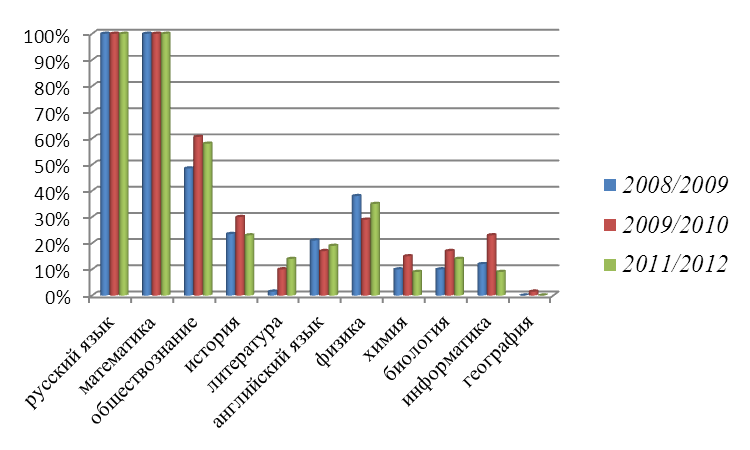 100%
90%
80%
70%
60%
50%
40%
30%
20%
10%
0%
русский язык
математика
обществознание
история
литература
английский язык
физика
химия
биология
информатика
география
2008/2009
2009/2010
2011/2012